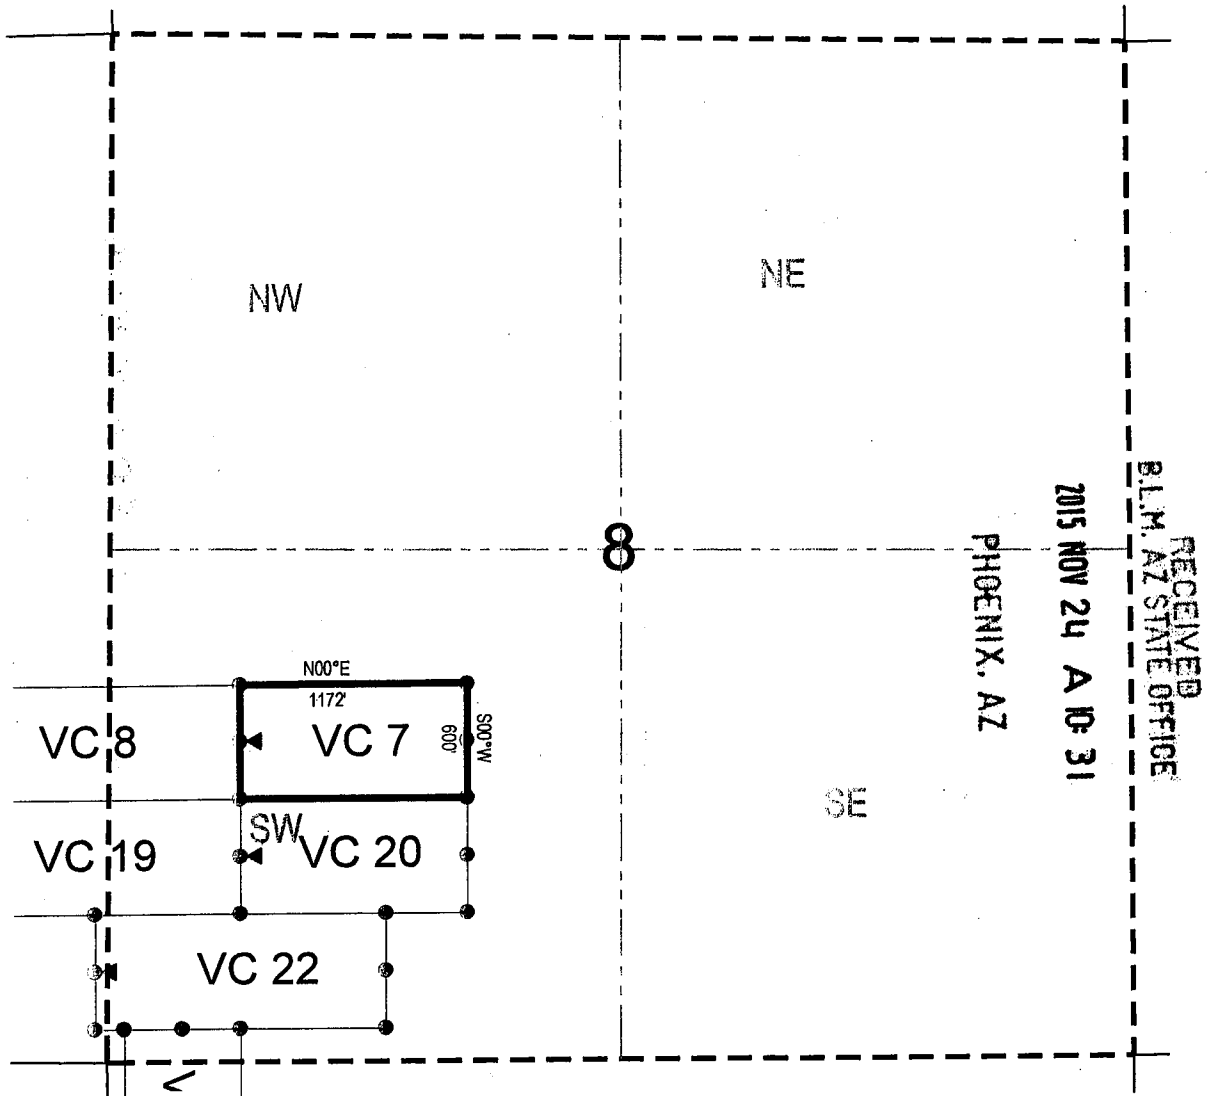 NW
NE
8
RECEIVED
B.L.M. AZ STATE OFFICE
2015 NOV 24 A 10: 31
PHOENIX, AZ
N00°E
1172'
VC 8
VC 7
600'
S00°W
SW
SE
VC 19
VC 20
VC 22
V